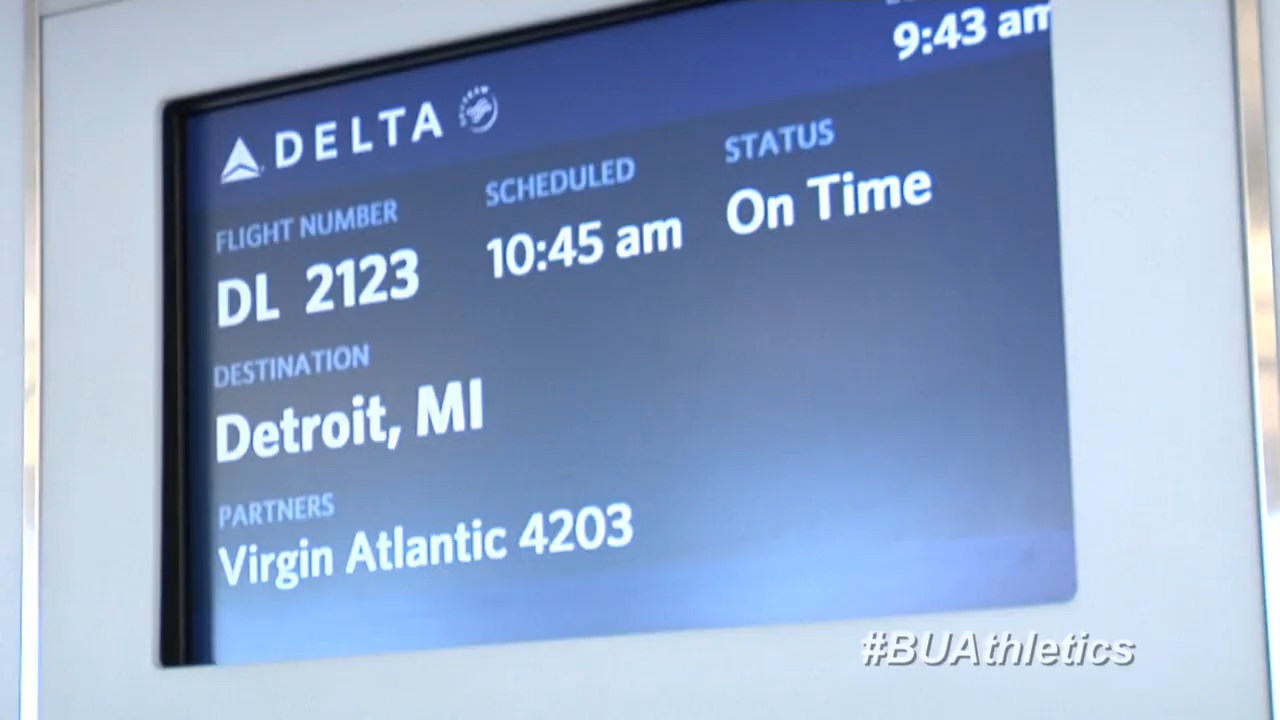 9:43 am
DELTA
FLIGHT NUMBER SCHEDULED STATUS
DL 2123 10:45 am On Time
DESTINATION
Detroit, MI
PARTNERS
Virgin Atlantic 4203
#BUAthletics